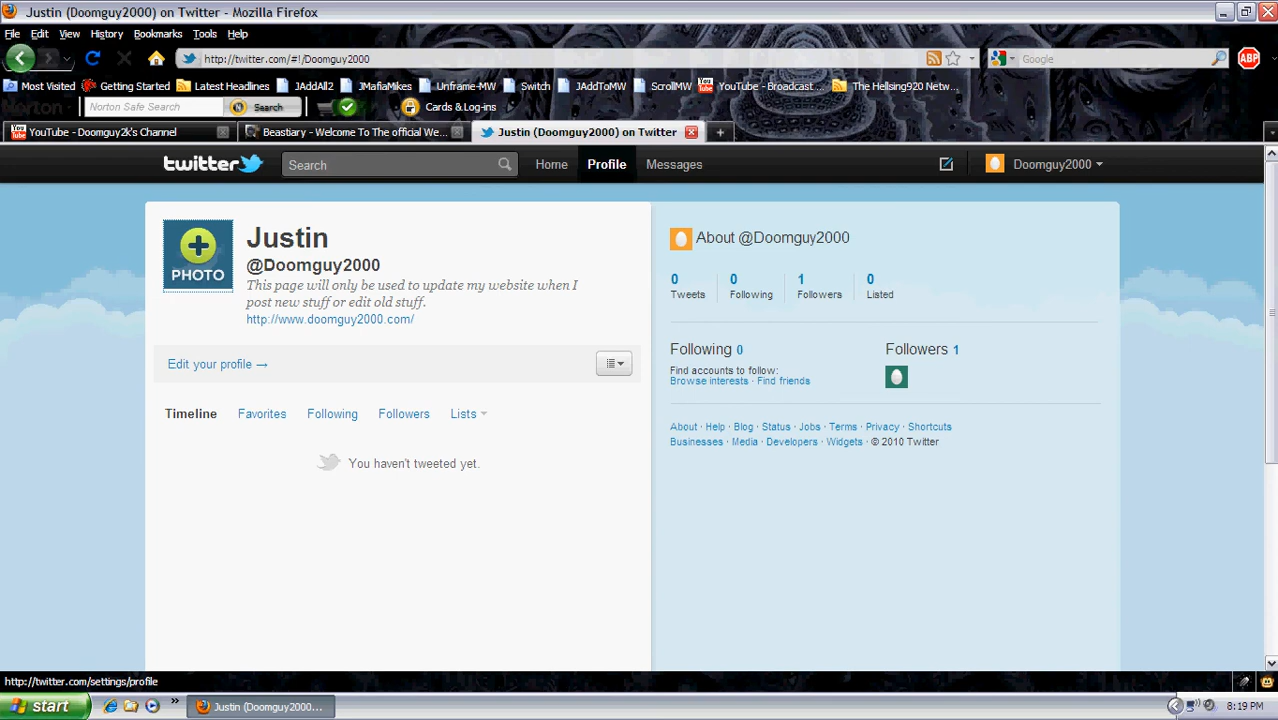 Justin (Doomguy2000) on Twitter - Mozilla Firefox
File Edit View History Bookmarks Tools Help
http://twitter.com/#!/Doomguy2000 Google ABP
Most Visited Getting Started Latest Headlines JAddAll2 JMafiaMikes Unframe-MW Switch JAddToMW ScrollMW YouTube - Broadcast ... The Hellsing920 Netw...
Norton Norton Safe Search Search Cards & Log-ins
YouTube - Doomguy2k's Channel Beastiary - Welcome To The official We... Justin (Doomguy2000) on Twitter
twitter Search Home Profile Messages Doomguy2000
Justin
@Doomguy2000
This page will only be used to update my website when I
post new stuff or edit old stuff.
http://www.doomguy2000.com/
PHOTO
Edit your profile →
Timeline Favorites Following Followers Lists
You haven't tweeted yet.
About @Doomguy2000
0 0 1 0
Tweets Following Followers Listed
Following 0 Followers 1
Find accounts to follow:
Browse interests · Find friends
About · Help · Blog · Status · Jobs · Terms · Privacy · Shortcuts
Businesses · Media · Developers · Widgets · © 2010 Twitter
http://twitter.com/settings/profile
start Justin (Doomguy2000... 8:19 PM